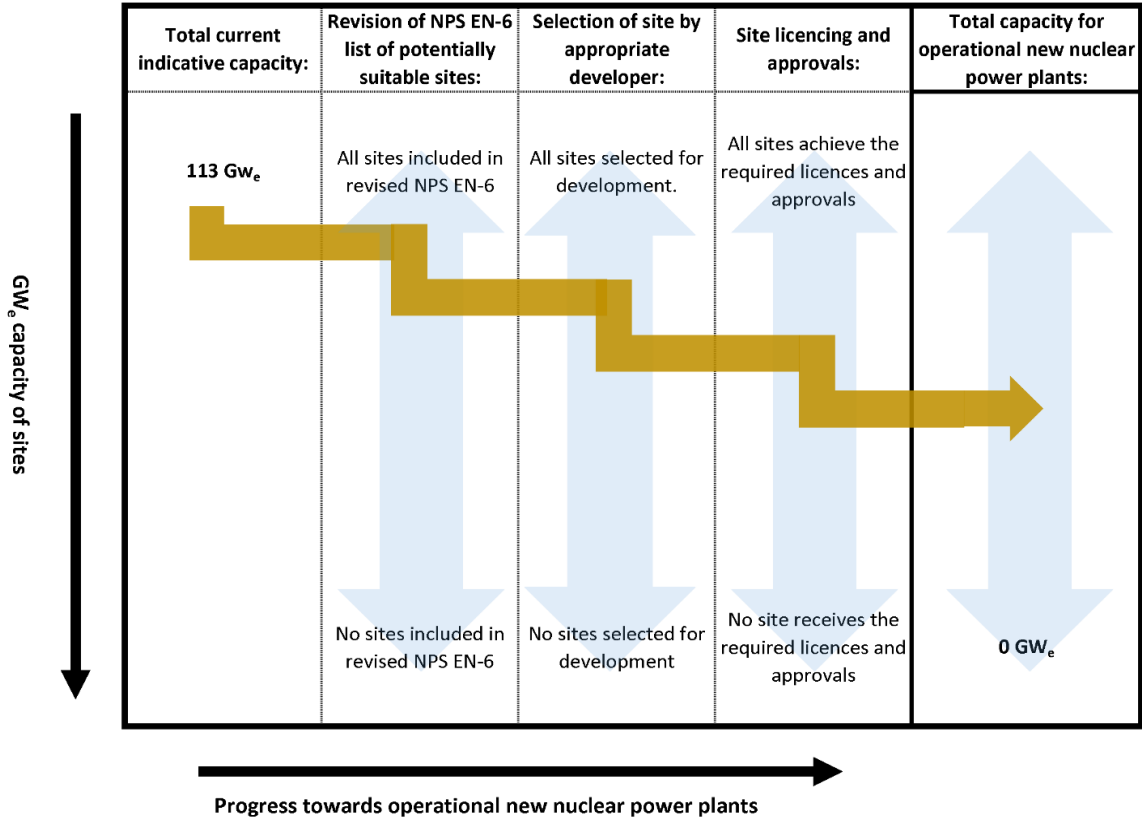 Total current
indicative capacity:
Revision of NPS EN-6
list of potentially
suitable sites:
Selection of site by
appropriate
developer:
Site licencing and
approvals:
Total capacity for
operational new nuclear
power plants:
113 Gwₑ
All sites included in
revised NPS EN-6
All sites selected for
development.
All sites achieve the
required licences and
approvals
GWₑ capacity of sites
No sites included in
revised NPS EN-6
No sites selected for
development
No site receives the
required licences and
approvals
0 GWₑ
Progress towards operational new nuclear power plants